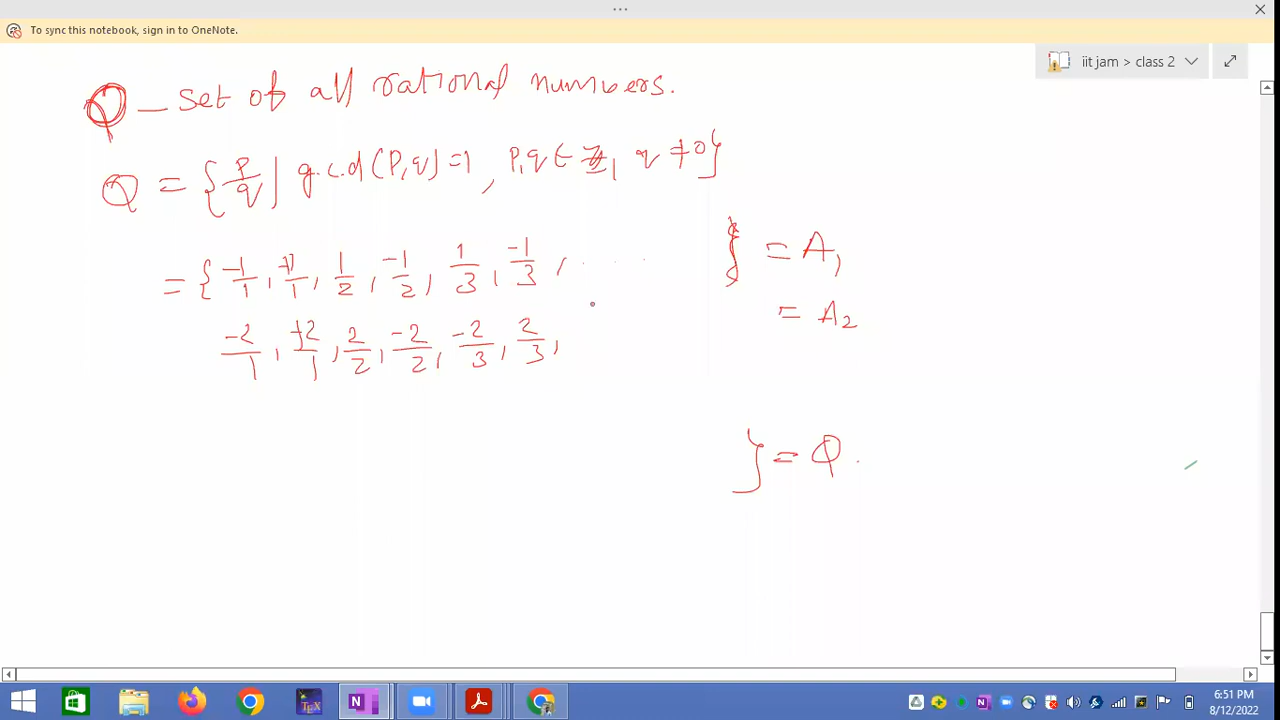 To sync this notebook, sign in to OneNote.
iit jam > class 2
Q — set of all rational numbers.
Q = { p/q | g.c.d (p,q) = 1, p,q ∈ ℤ, q ≠ 0 }
= { -1/1, +1/1, 1/2, -1/2, 1/3, -1/3, ..... } = A₁
-2/1, +2/1, 2/2, -2/2, -2/3, 2/3, = A₂
} = Q.
6:51 PM
8/12/2022